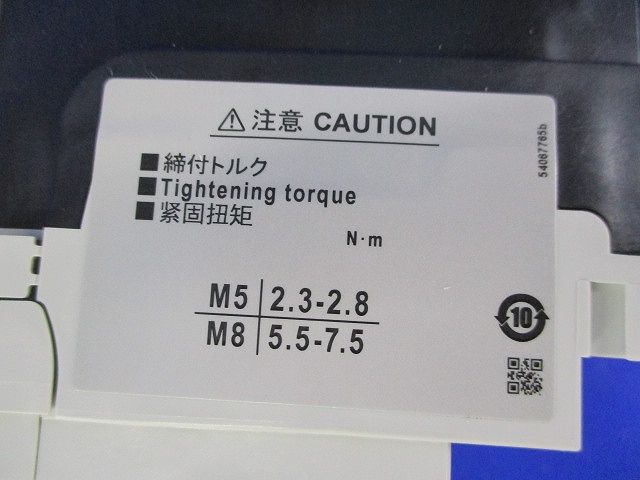 ⚠ 注意 CAUTION
54087765b
■締付トルク
■Tightening torque
■紧固扭矩
N·m
M5 2.3-2.8
M8 5.5-7.5
10